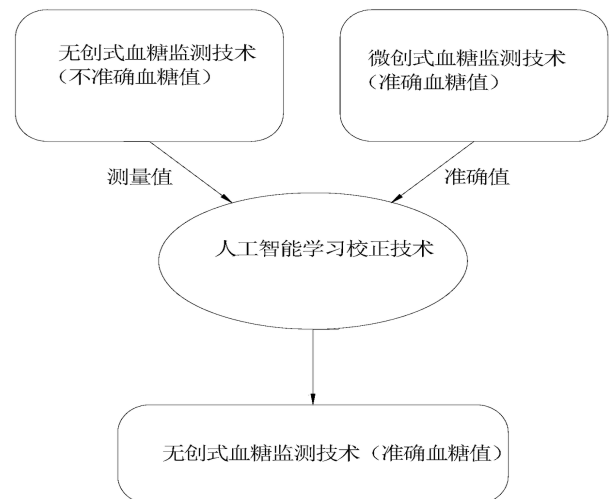 无创式血糖监测技术
（不准确血糖值）
微创式血糖监测技术
（准确血糖值）
测量值
准确值
人工智能学习校正技术
无创式血糖监测技术（准确血糖值）